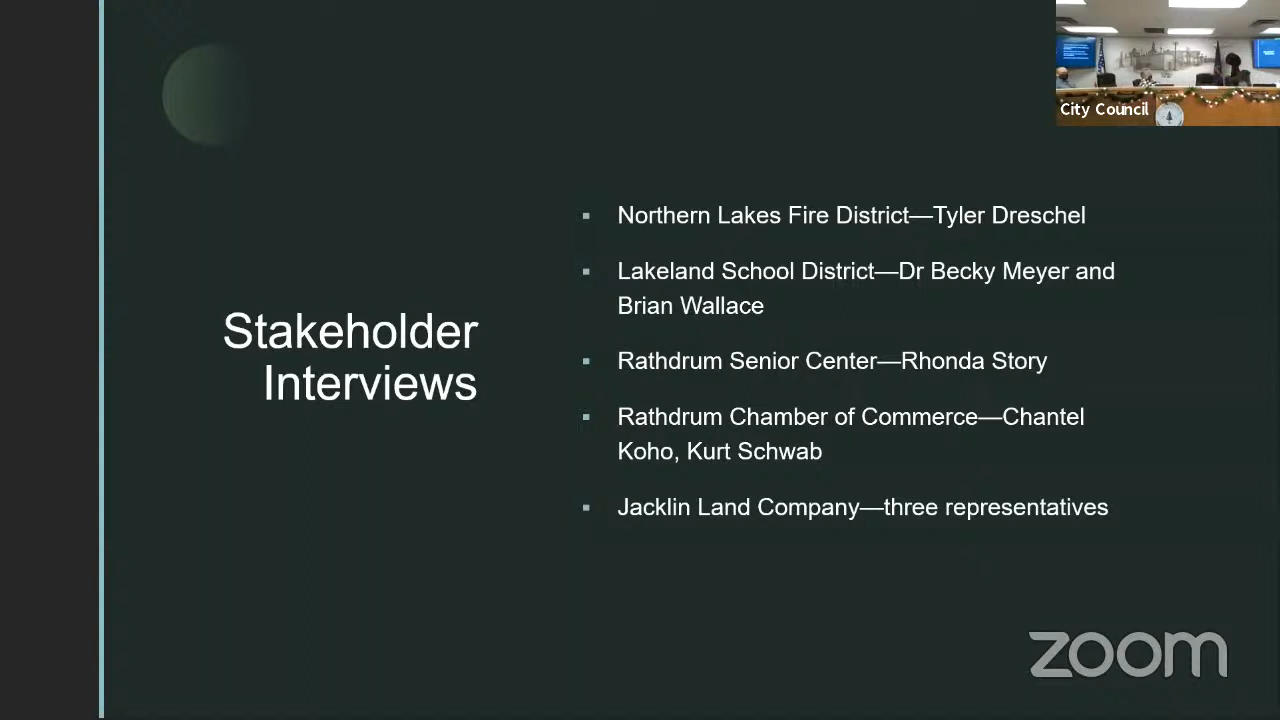 City Council
Stakeholder
Interviews
▪ Northern Lakes Fire District—Tyler Dreschel
▪ Lakeland School District—Dr Becky Meyer and
Brian Wallace
▪ Rathdrum Senior Center—Rhonda Story
▪ Rathdrum Chamber of Commerce—Chantel
Koho, Kurt Schwab
▪ Jacklin Land Company—three representatives
zoom